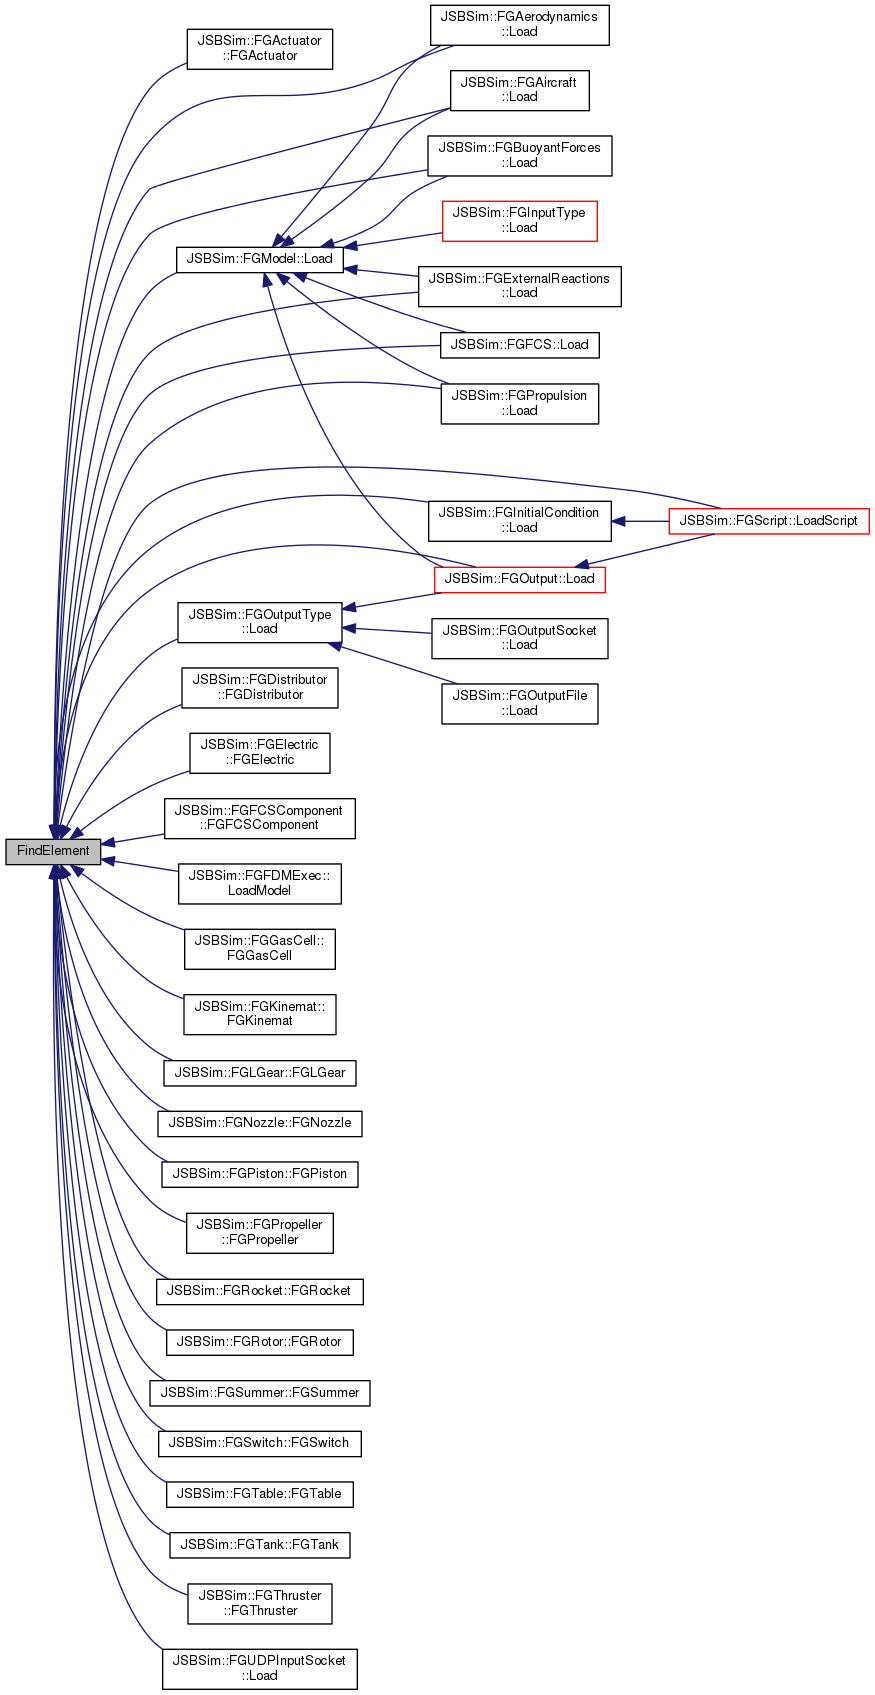 JSBSim::FGActuator
::FGActuator
JSBSim::FGAerodynamics
::Load
JSBSim::FGAircraft
::Load
JSBSim::FGBuoyantForces
::Load
JSBSim::FGInputType
::Load
JSBSim::FGModel::Load
JSBSim::FGExternalReactions
::Load
JSBSim::FGFCS::Load
JSBSim::FGPropulsion
::Load
JSBSim::FGInitialCondition
::Load
JSBSim::FGScript::LoadScript
JSBSim::FGOutput::Load
JSBSim::FGOutputType
::Load
JSBSim::FGOutputSocket
::Load
JSBSim::FGOutputFile
::Load
JSBSim::FGDistributor
::FGDistributor
JSBSim::FGElectric
::FGElectric
JSBSim::FGFCSComponent
::FGFCSComponent
FindElement
JSBSim::FGFDMExec::
LoadModel
JSBSim::FGGasCell::
FGGasCell
JSBSim::FGKinemat::
FGKinemat
JSBSim::FGLGear::FGLGear
JSBSim::FGNozzle::FGNozzle
JSBSim::FGPiston::FGPiston
JSBSim::FGPropeller
::FGPropeller
JSBSim::FGRocket::FGRocket
JSBSim::FGRotor::FGRotor
JSBSim::FGSummer::FGSummer
JSBSim::FGSwitch::FGSwitch
JSBSim::FGTable::FGTable
JSBSim::FGTank::FGTank
JSBSim::FGThruster
::FGThruster
JSBSim::FGUDPInputSocket
::Load